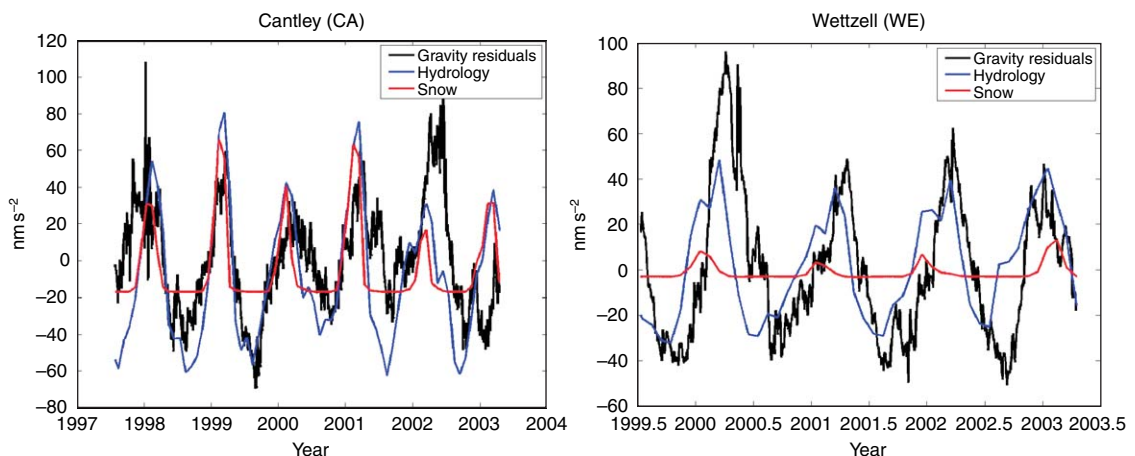 Cantley (CA)
120
100
80
60
40
20
0
−20
−40
−60
−80
nm s−2
Gravity residuals
Hydrology
Snow
1997 1998 1999 2000 2001 2002 2003 2004
Year
Wettzell (WE)
100
80
60
40
20
0
−20
−40
−60
nm s−2
Gravity residuals
Hydrology
Snow
1999.5 2000 2000.5 2001 2001.5 2002 2002.5 2003 2003.5
Year